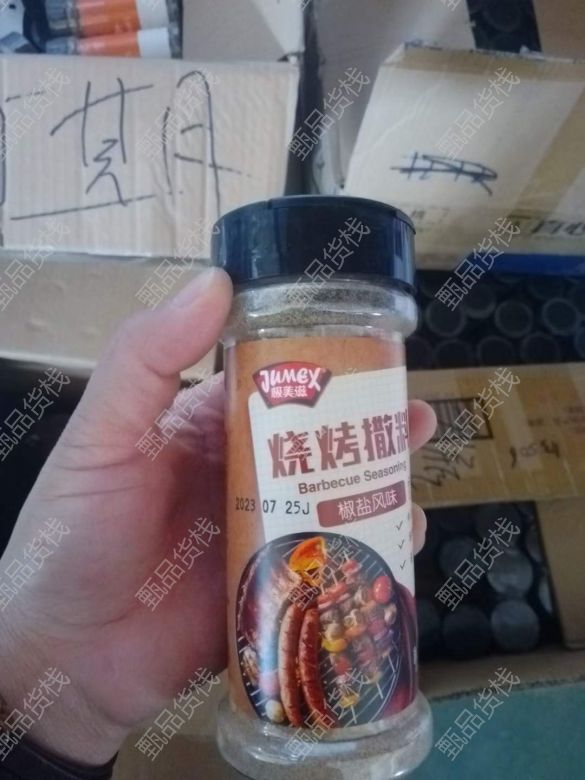 JUMEX
极美滋
烧烤撒料
Barbecue Seasoning
椒盐风味
2023 07 25J
甄品货栈